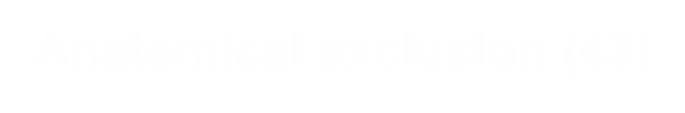 Anatomical exclusion (43)